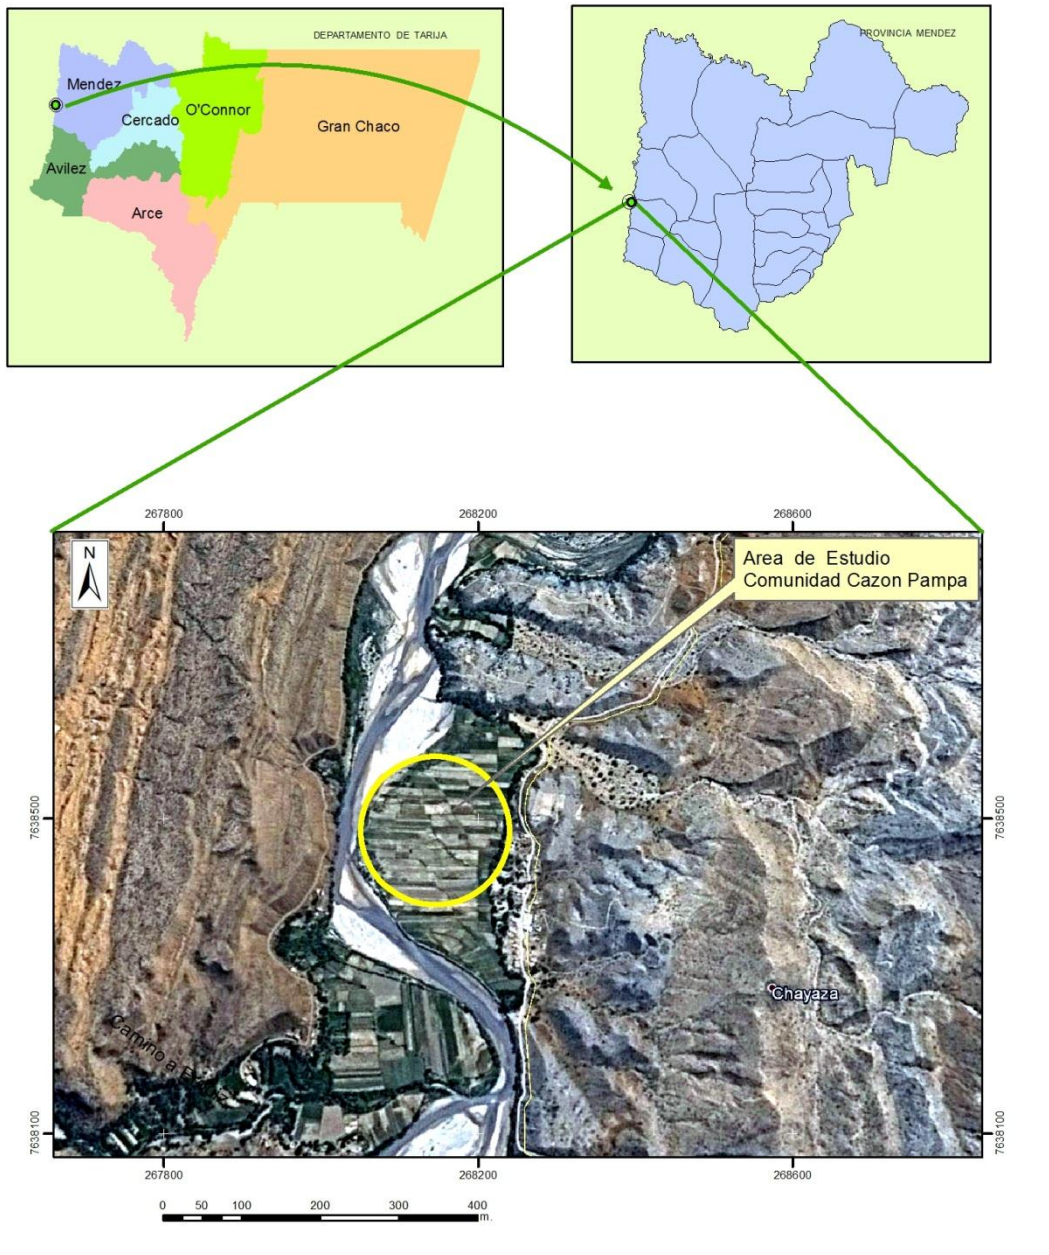 DEPARTAMENTO DE TARIJA
Mendez
Cercado
O'Connor
Gran Chaco
Avilez
Arce
PROVINCIA MENDEZ
267800
268200
268600
N
Area de Estudio
Comunidad Cazon Pampa
7638500
7638500
Chayaza
Camino a
7638100
7638100
267800
268200
268600
0 50 100 200 300 400
m.